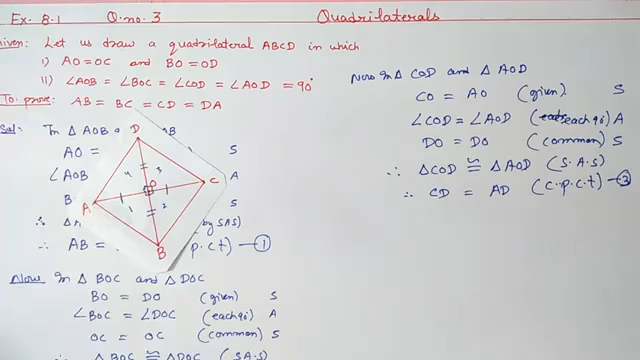 Ex. 8.1 Q.no. 3 Quadrilaterals
Given: Let us draw a quadrilateral ABCD in which
i) AO=OC and BO=OD
ii) ∠AOB = ∠BOC = ∠COD = ∠AOD = 90°
To prove: AB = BC = CD = DA
Sol: In Δ AOB a OB
AO = S
∠AOB A
B S
∴ Δ by SAS)
∴ AB = p.c.t) — ①
D
4 3
O
A C
1 2
B
Now In Δ BOC and Δ DOC
BO = DO (given) S
∠BOC = ∠DOC (each 90) A
OC = OC (common) S
∴ Δ BOC ≅ Δ DOC (S.A.S)
Now in Δ COD and Δ AOD
CO = AO (given) S
∠COD = ∠AOD (each 90) A
DO = DO (common) S
∴ ΔCOD ≅ ΔAOD (S.A.S)
∴ CD = AD (C.p.c.t) — ③